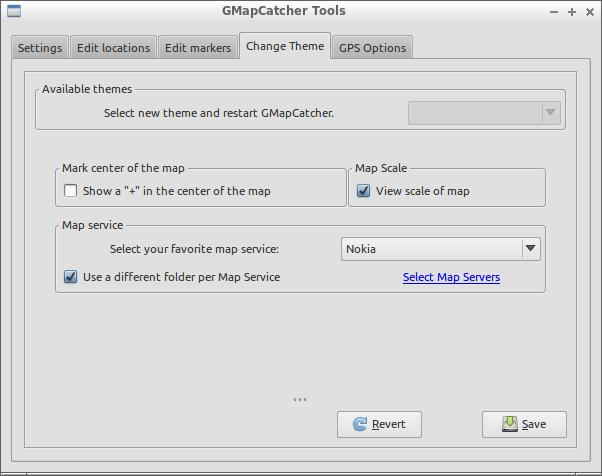 GMapCatcher Tools
Settings Edit locations Edit markers Change Theme GPS Options
Available themes
Select new theme and restart GMapCatcher.
Mark center of the map Map Scale
Show a "+" in the center of the map View scale of map
Map service
Select your favorite map service: Nokia
Use a different folder per Map Service Select Map Servers
Revert Save